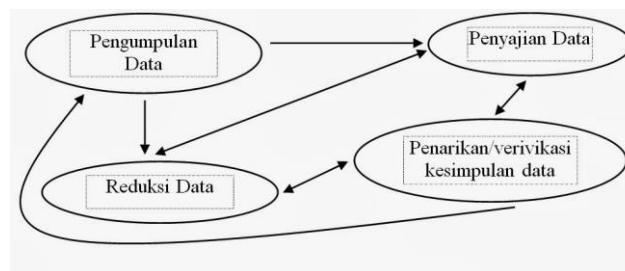 Pengumpulan
Data
Penyajian Data
Reduksi Data
Penarikan/verivikasi
kesimpulan data